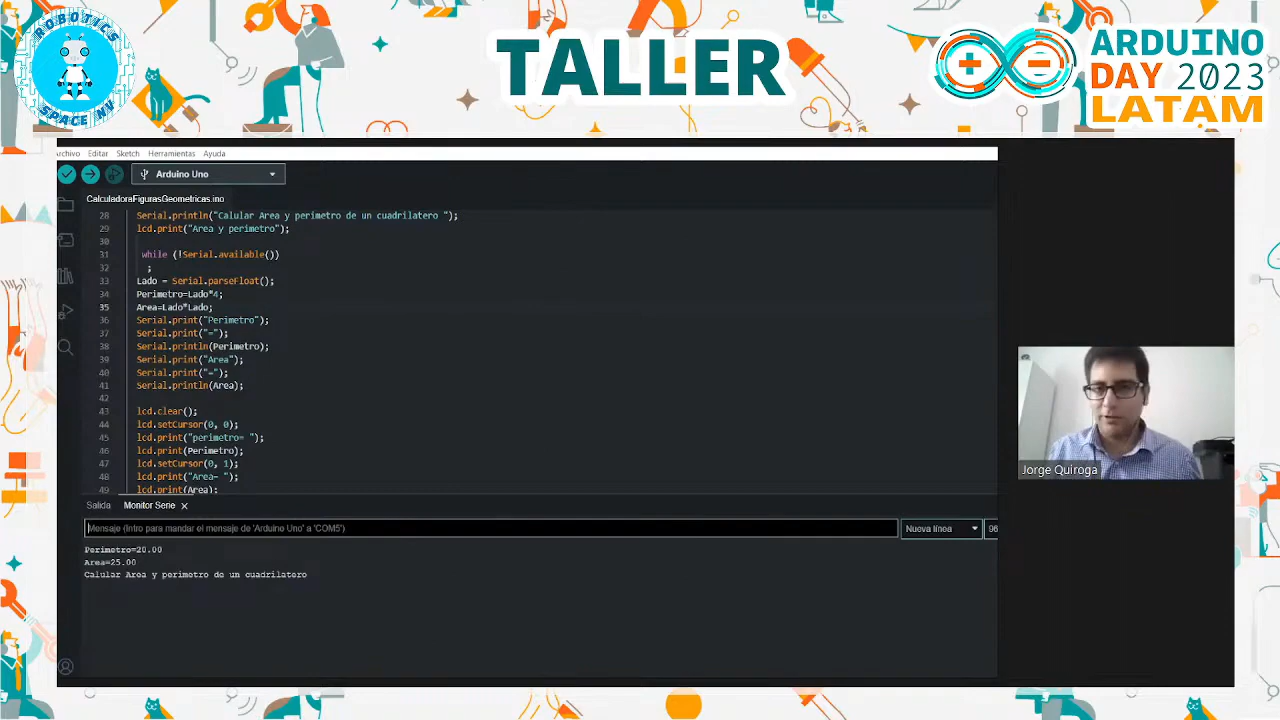 ROBOTICS
SPACE NV
TALLER
ARDUINO
DAY 2023
LATAM
Archivo Editar Sketch Herramientas Ayuda
Arduino Uno
CalculadoraFigurasGeometricas.ino
28 Serial.println("Calular Area y perimetro de un cuadrilatero ");
29 lcd.print("Area y perimetro");
30
31 while (!Serial.available())
32 ;
33 Lado = Serial.parseFloat();
34 Perimetro=Lado*4;
35 Area=Lado*Lado;
36 Serial.print("Perimetro");
37 Serial.print("=");
38 Serial.println(Perimetro);
39 Serial.print("Area");
40 Serial.print("=");
41 Serial.println(Area);
42
43 lcd.clear();
44 lcd.setCursor(0, 0);
45 lcd.print("perimetro= ");
46 lcd.print(Perimetro);
47 lcd.setCursor(0, 1);
48 lcd.print("Area- ");
49 lcd.print(Area);
Salida Monitor Serie
Mensaje (Intro para mandar el mensaje de 'Arduino Uno' a 'COM5')
Nueva línea
96
Perimetro=20.00
Area=25.00
Calular Area y perimetro de un cuadrilatero
Jorge Quiroga